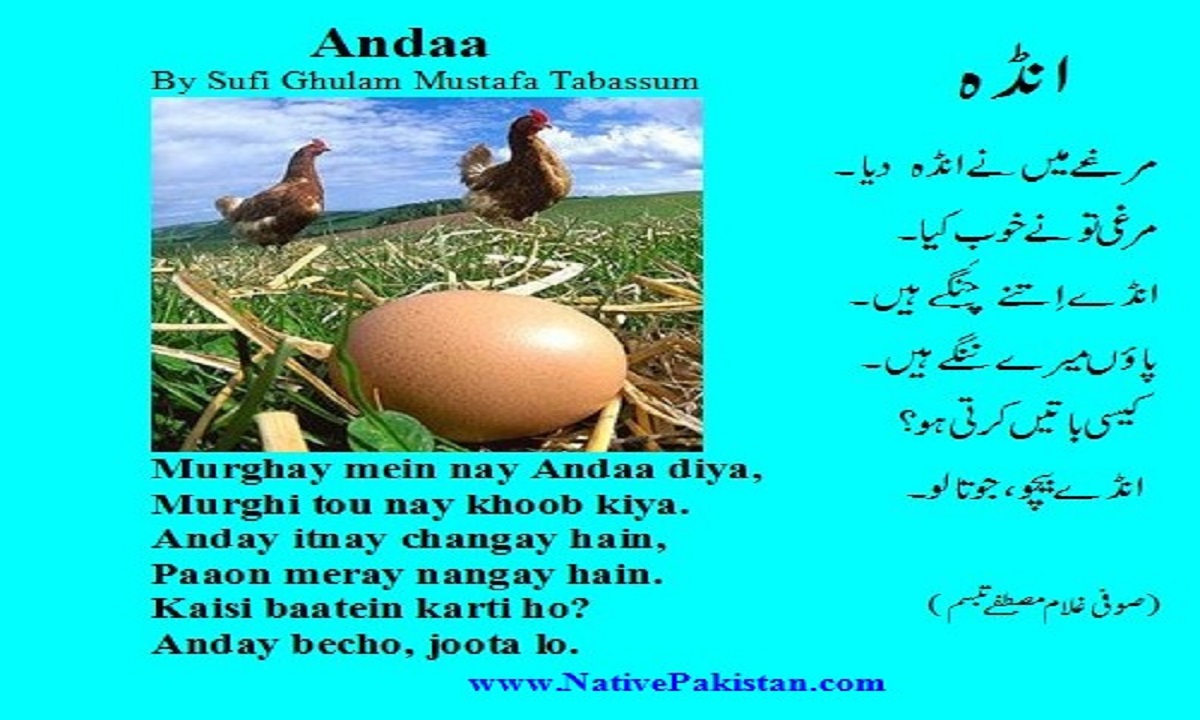 Andaa
By Sufi Ghulam Mustafa Tabassum
Murghay mein nay Andaa diya,
Murghi tou nay khoob kiya.
Anday itnay changay hain,
Paaon meray nangay hain.
Kaisi baatein karti ho?
Anday becho, joota lo.
انڈہ
مرغے میں نے انڈہ دیا۔
مرغی تو نے خوب کیا۔
انڈے اِتنے چَنگے ہیں۔
پاؤں میرے ننگے ہیں۔
کیسی باتیں کرتی ہو؟
انڈے بیچو، جوتا لو۔
(صوفی غلام مصطفےٰ تبسم)
www.NativePakistan.com